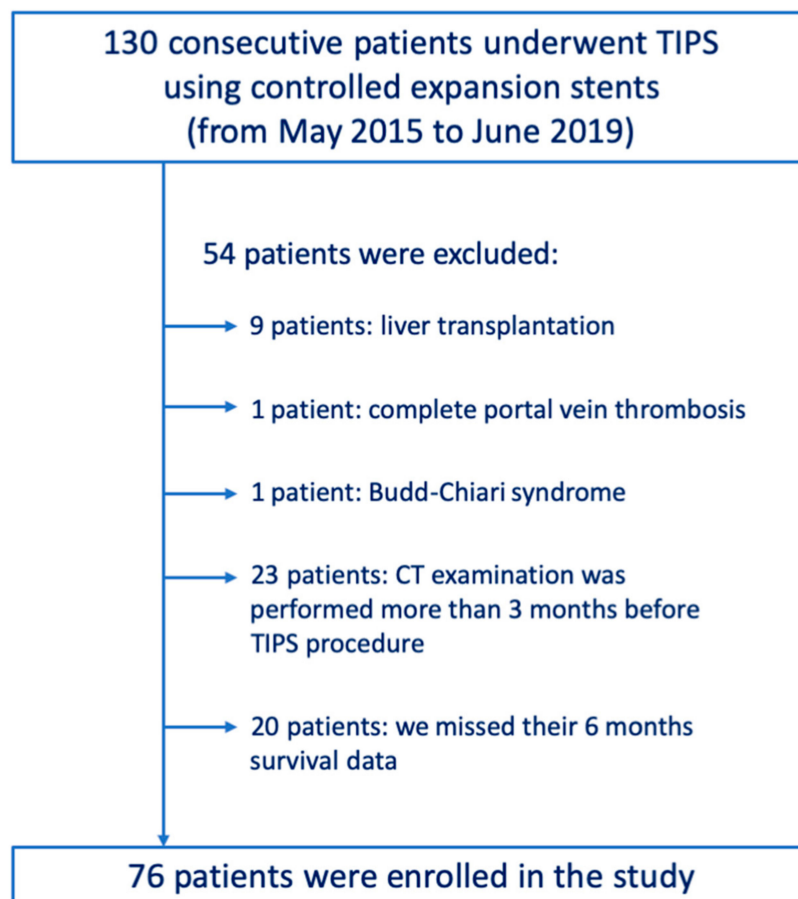 130 consecutive patients underwent TIPS
using controlled expansion stents
(from May 2015 to June 2019)
54 patients were excluded:
9 patients: liver transplantation
1 patient: complete portal vein thrombosis
1 patient: Budd-Chiari syndrome
23 patients: CT examination was
performed more than 3 months before
TIPS procedure
20 patients: we missed their 6 months
survival data
76 patients were enrolled in the study